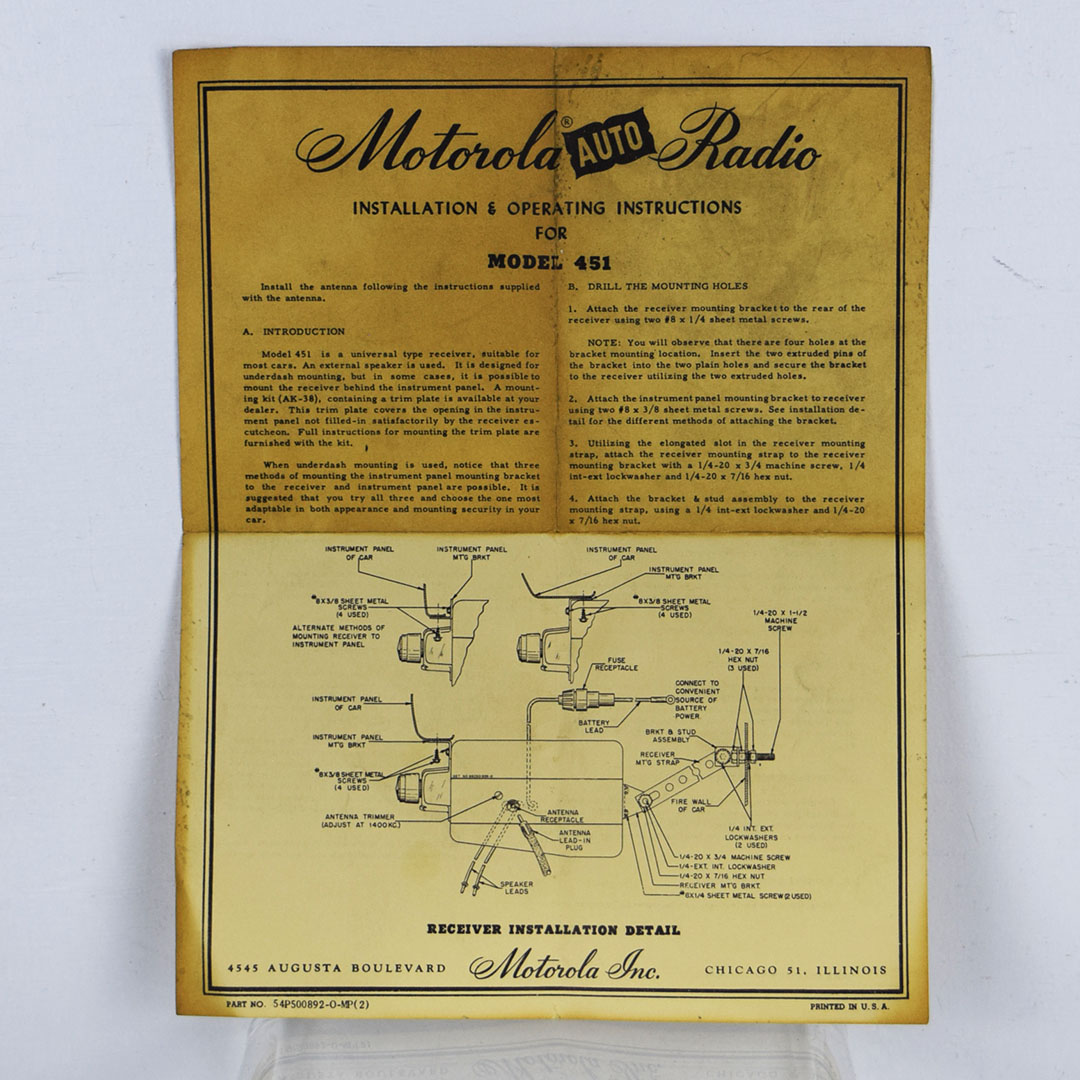 Motorola® AUTO Radio
INSTALLATION & OPERATING INSTRUCTIONS
FOR
MODEL 451
Install the antenna following the instructions supplied
with the antenna.
A. INTRODUCTION
Model 451 is a universal type receiver, suitable for
most cars. An external speaker is used. It is designed for
underdash mounting, but in some cases, it is possible to
mount the receiver behind the instrument panel. A mount-
ing kit (AK-38), containing a trim plate is available at your
dealer. This trim plate covers the opening in the instru-
ment panel not filled-in satisfactorily by the receiver es-
cutcheon. Full instructions for mounting the trim plate are
furnished with the kit.
When underdash mounting is used, notice that three
methods of mounting the instrument panel mounting bracket
to the receiver and instrument panel are possible. It is
suggested that you try all three and choose the one most
adaptable in both appearance and mounting security in your
car.
B. DRILL THE MOUNTING HOLES
1. Attach the receiver mounting bracket to the rear of the
receiver using two #8 x 1/4 sheet metal screws.
NOTE: You will observe that there are four holes at the
bracket mounting location. Insert the two extruded pins of
the bracket into the two plain holes and secure the bracket
to the receiver utilizing the two extruded holes.
2. Attach the instrument panel mounting bracket to receiver
using two #8 x 3/8 sheet metal screws. See installation de-
tail for the different methods of attaching the bracket.
3. Utilizing the elongated slot in the receiver mounting
strap, attach the receiver mounting strap to the receiver
mounting bracket with a 1/4-20 x 3/4 machine screw, 1/4
int-ext lockwasher and 1/4-20 x 7/16 hex nut.
4. Attach the bracket & stud assembly to the receiver
mounting strap, using a 1/4 int-ext lockwasher and 1/4-20
x 7/16 hex nut.
INSTRUMENT PANEL
OF CAR
INSTRUMENT PANEL
MT'G BRKT
#8X3/8 SHEET METAL
SCREWS
(4 USED)
ALTERNATE METHODS OF
MOUNTING RECEIVER TO
INSTRUMENT PANEL
INSTRUMENT PANEL
OF CAR
INSTRUMENT PANEL
MT'G BRKT
#8X3/8 SHEET METAL
SCREWS
(4 USED)
1/4-20 X 1-1/2
MACHINE
SCREW
1/4-20 X 7/16
HEX NUT
(3 USED)
FUSE
RECEPTACLE
CONNECT TO
CONVENIENT
SOURCE OF
BATTERY
POWER
BATTERY
LEAD
INSTRUMENT PANEL
OF CAR
INSTRUMENT PANEL
MT'G BRKT
#8X3/8 SHEET METAL
SCREWS
(4 USED)
BRKT & STUD
ASSEMBLY
RECEIVER
MT'G STRAP
FIRE WALL
OF CAR
ANTENNA TRIMMER
(ADJUST AT 1400KC)
ANTENNA
RECEPTACLE
ANTENNA
LEAD-IN
PLUG
SPEAKER
LEADS
1/4 INT. EXT.
LOCKWASHERS
(2 USED)
1/4-20 X 3/4 MACHINE SCREW
1/4-EXT. INT. LOCKWASHER
1/4-20 X 7/16 HEX NUT
RECEIVER MT'G BRKT.
#8X1/4 SHEET METAL SCREW (2 USED)
RECEIVER INSTALLATION DETAIL
4545 AUGUSTA BOULEVARD Motorola Inc. CHICAGO 51, ILLINOIS
PART NO. 54PS00892-O-MP(2) PRINTED IN U.S.A.